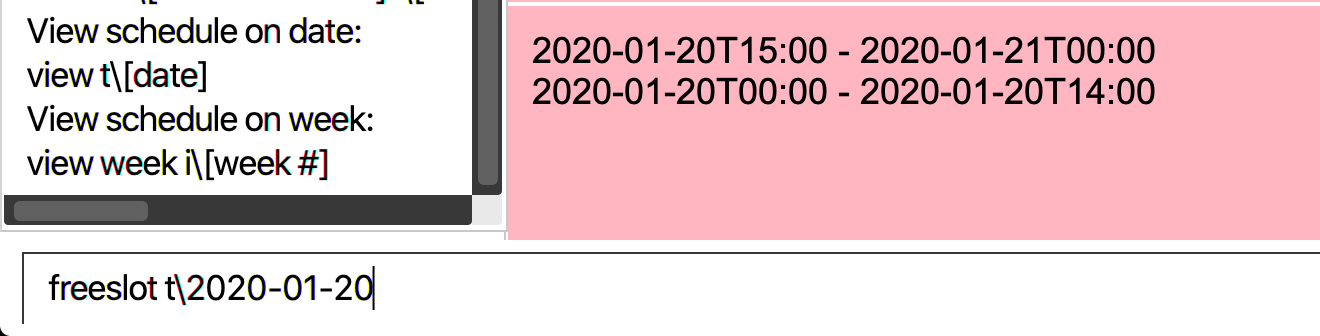 View schedule on date:
view t\[date]
View schedule on week:
view week i\[week #]
2020-01-20T15:00 - 2020-01-21T00:00
2020-01-20T00:00 - 2020-01-20T14:00
freeslot t\2020-01-20